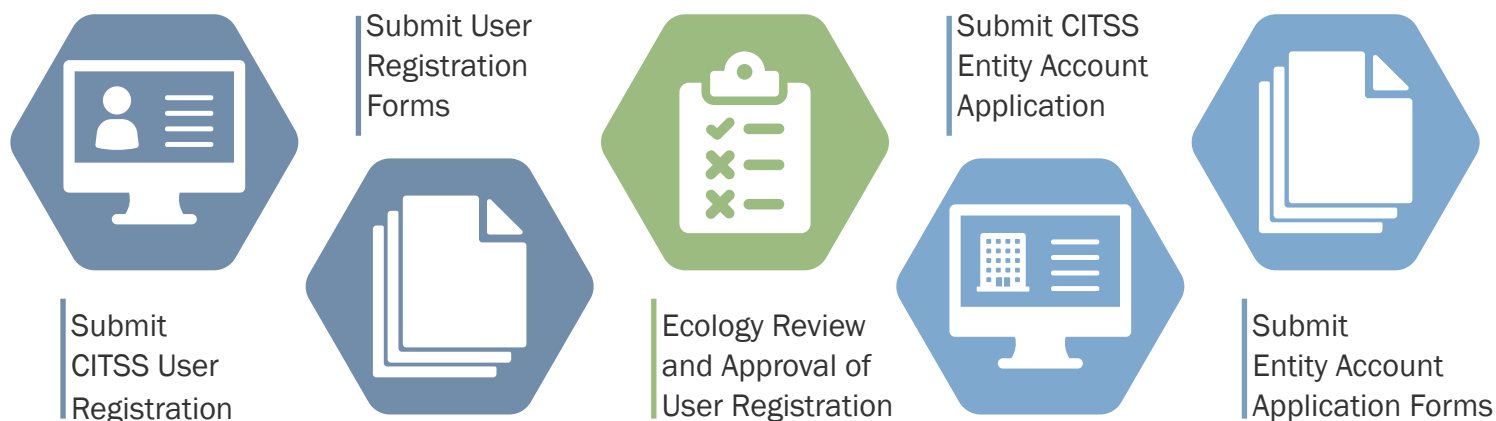 Submit
CITSS User
Registration
Submit User
Registration
Forms
Ecology Review
and Approval of
User Registration
Submit CITSS
Entity Account
Application
Submit
Entity Account
Application Forms